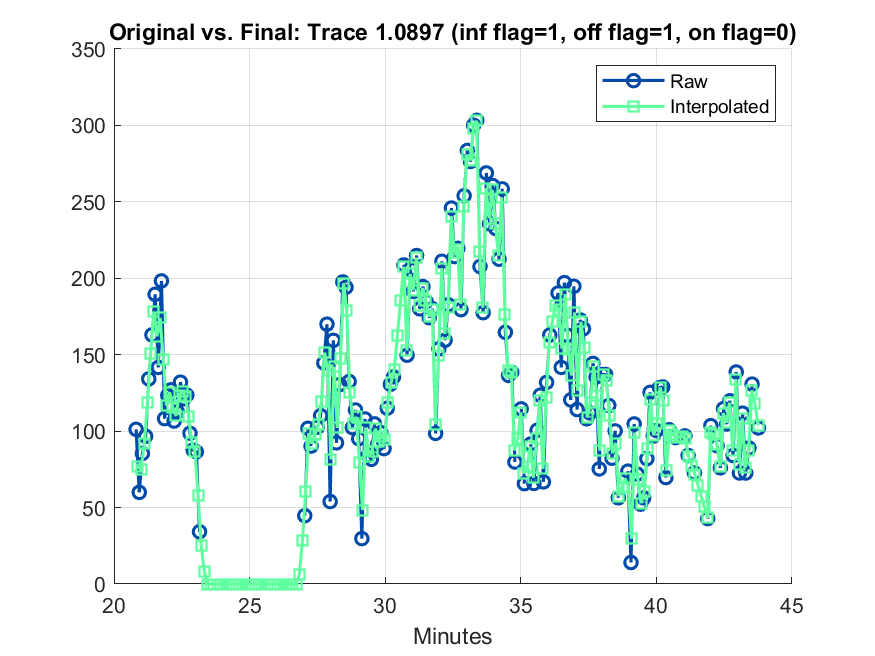 Original vs. Final: Trace 1.0897 (inf flag=1, off flag=1, on flag=0)
350
300
250
200
150
100
50
0
Raw
Interpolated
20 25 30 35 40 45
Minutes